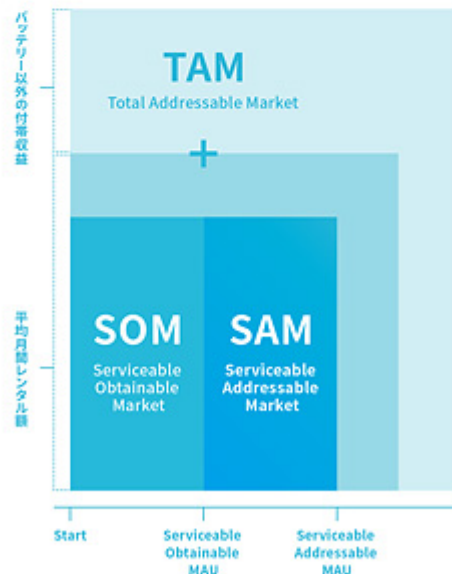 バッテリー以外の付帯収益
TAM
Total Addressable Market
+
平均月間レンタル額
SOM
Serviceable
Obtainable
Market
SAM
Serviceable
Addressable
Market
Start
Serviceable
Obtainable
MAU
Serviceable
Addressable
MAU